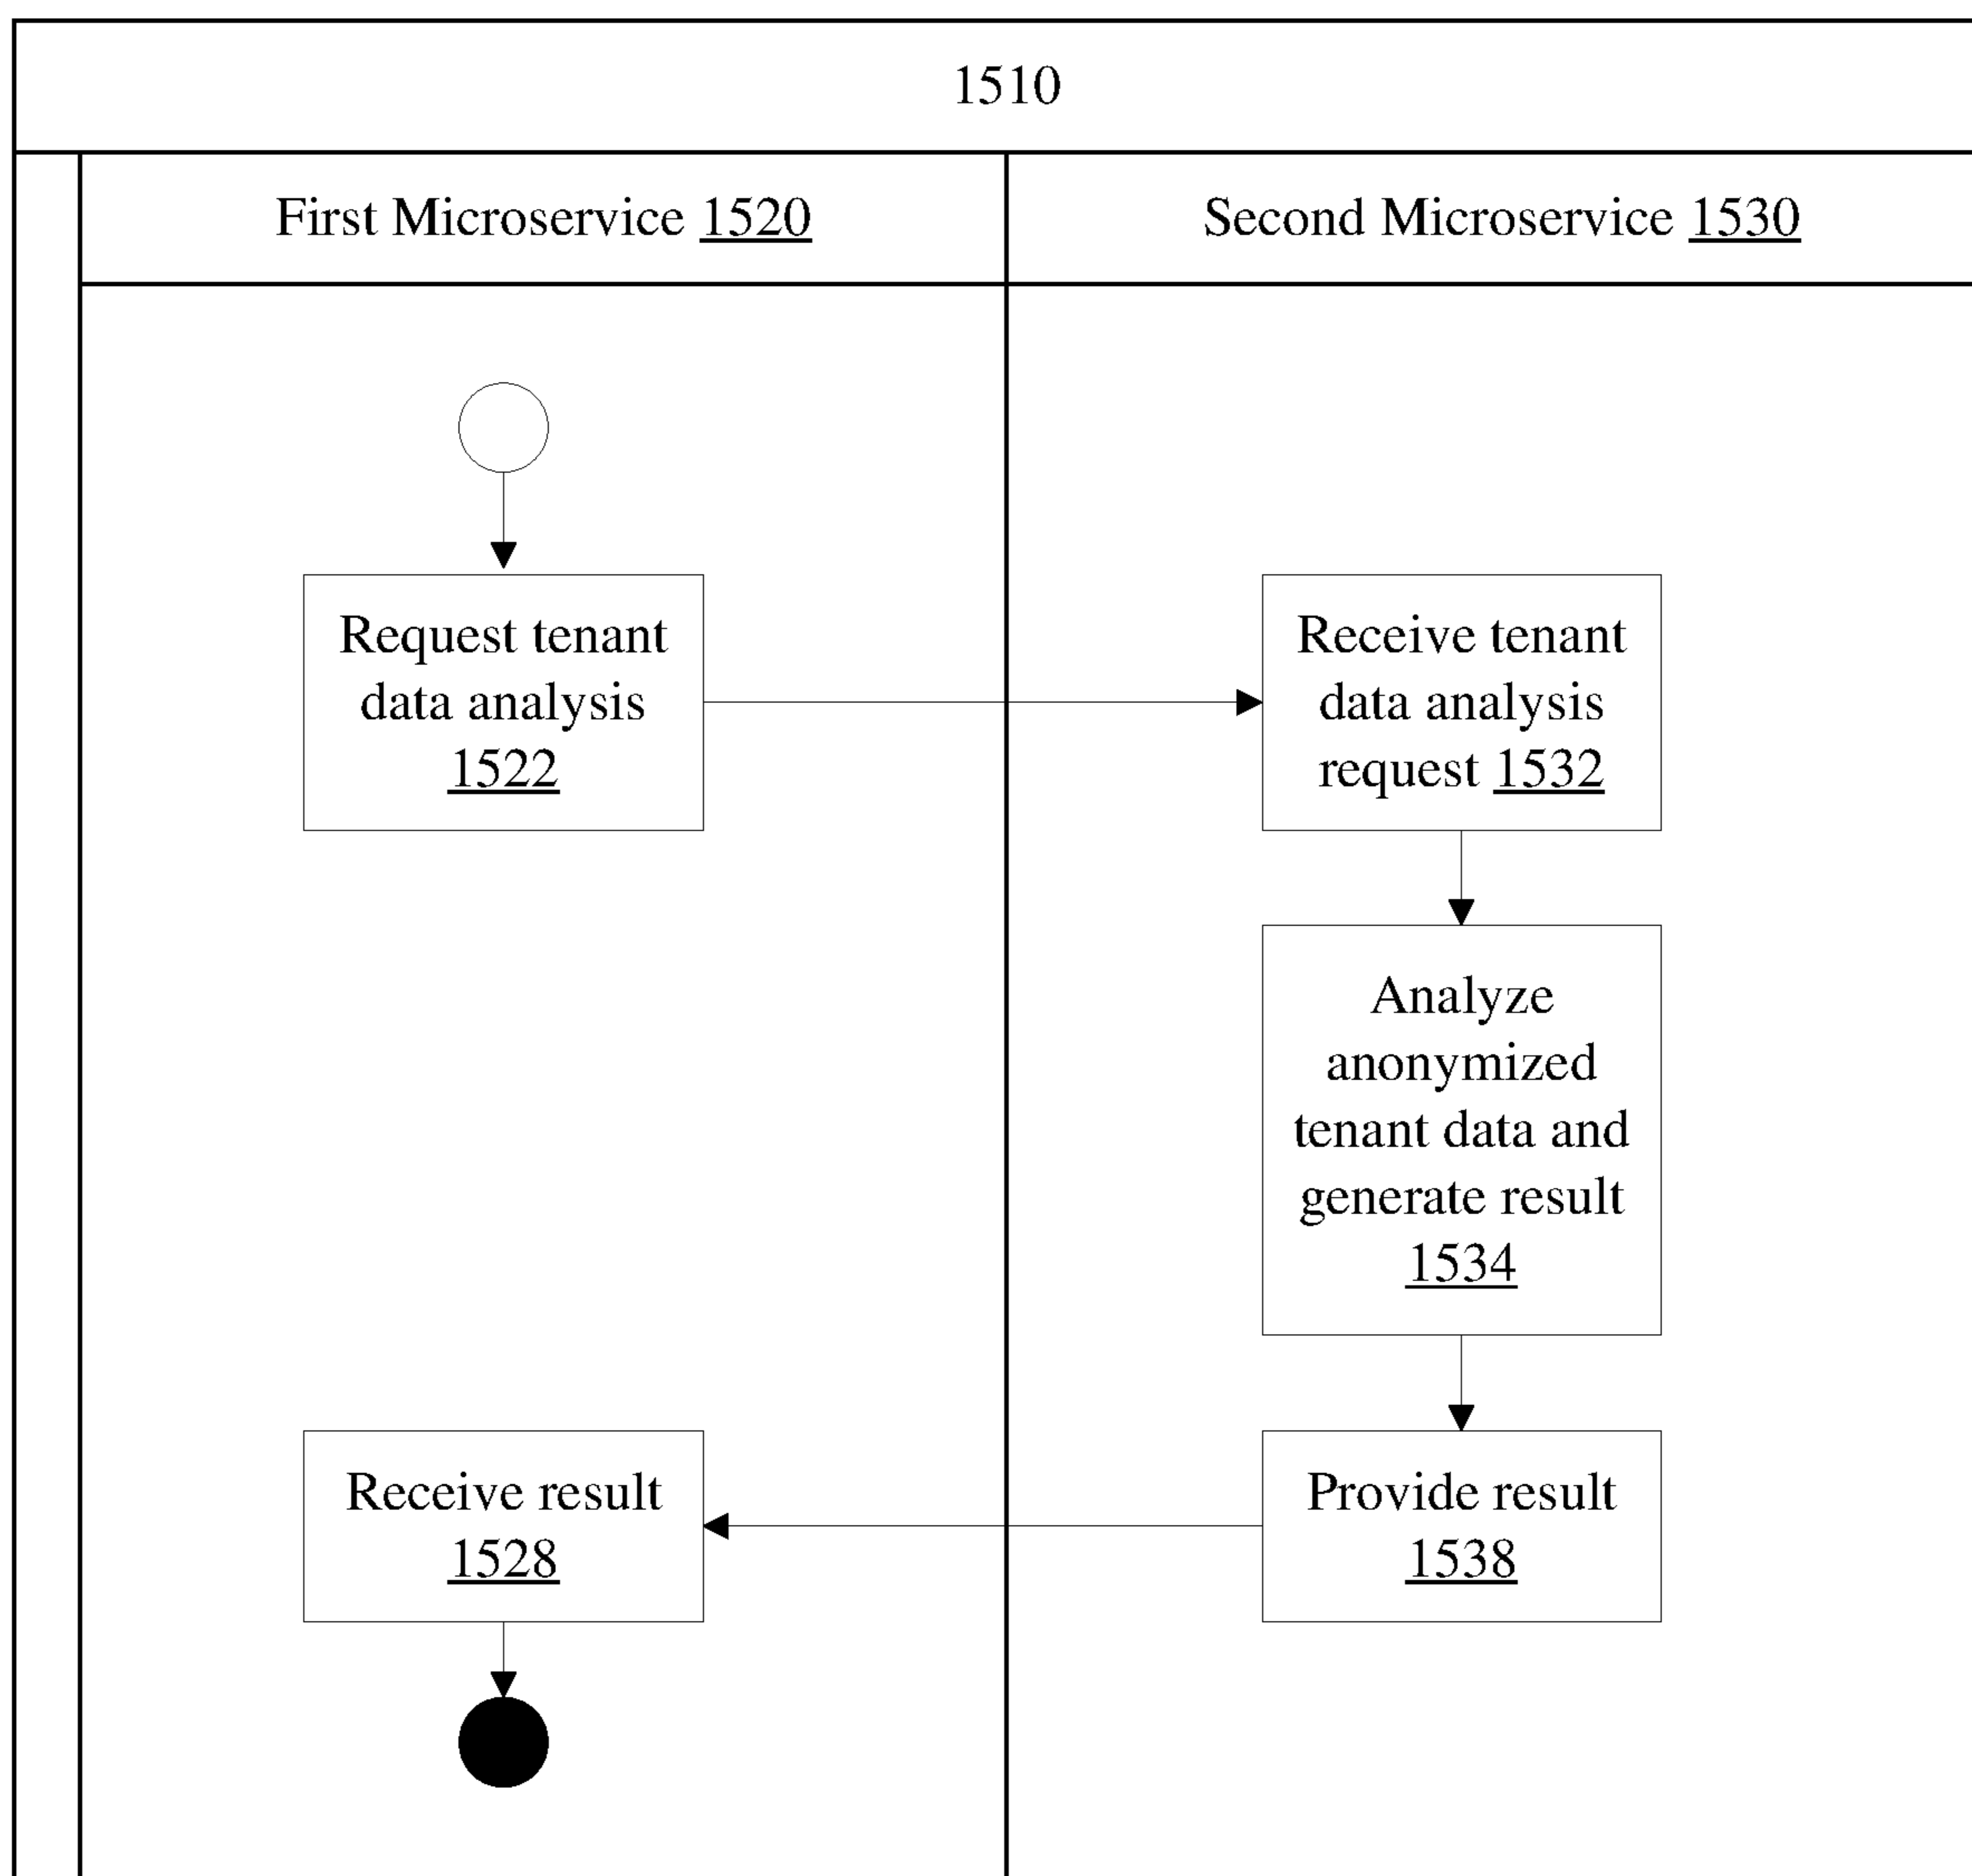 1510
First Microservice 1520
Second Microservice 1530
Request tenant
data analysis
1522
Receive tenant
data analysis
request 1532
Analyze
anonymized
tenant data and
generate result
1534
Receive result
1528
Provide result
1538